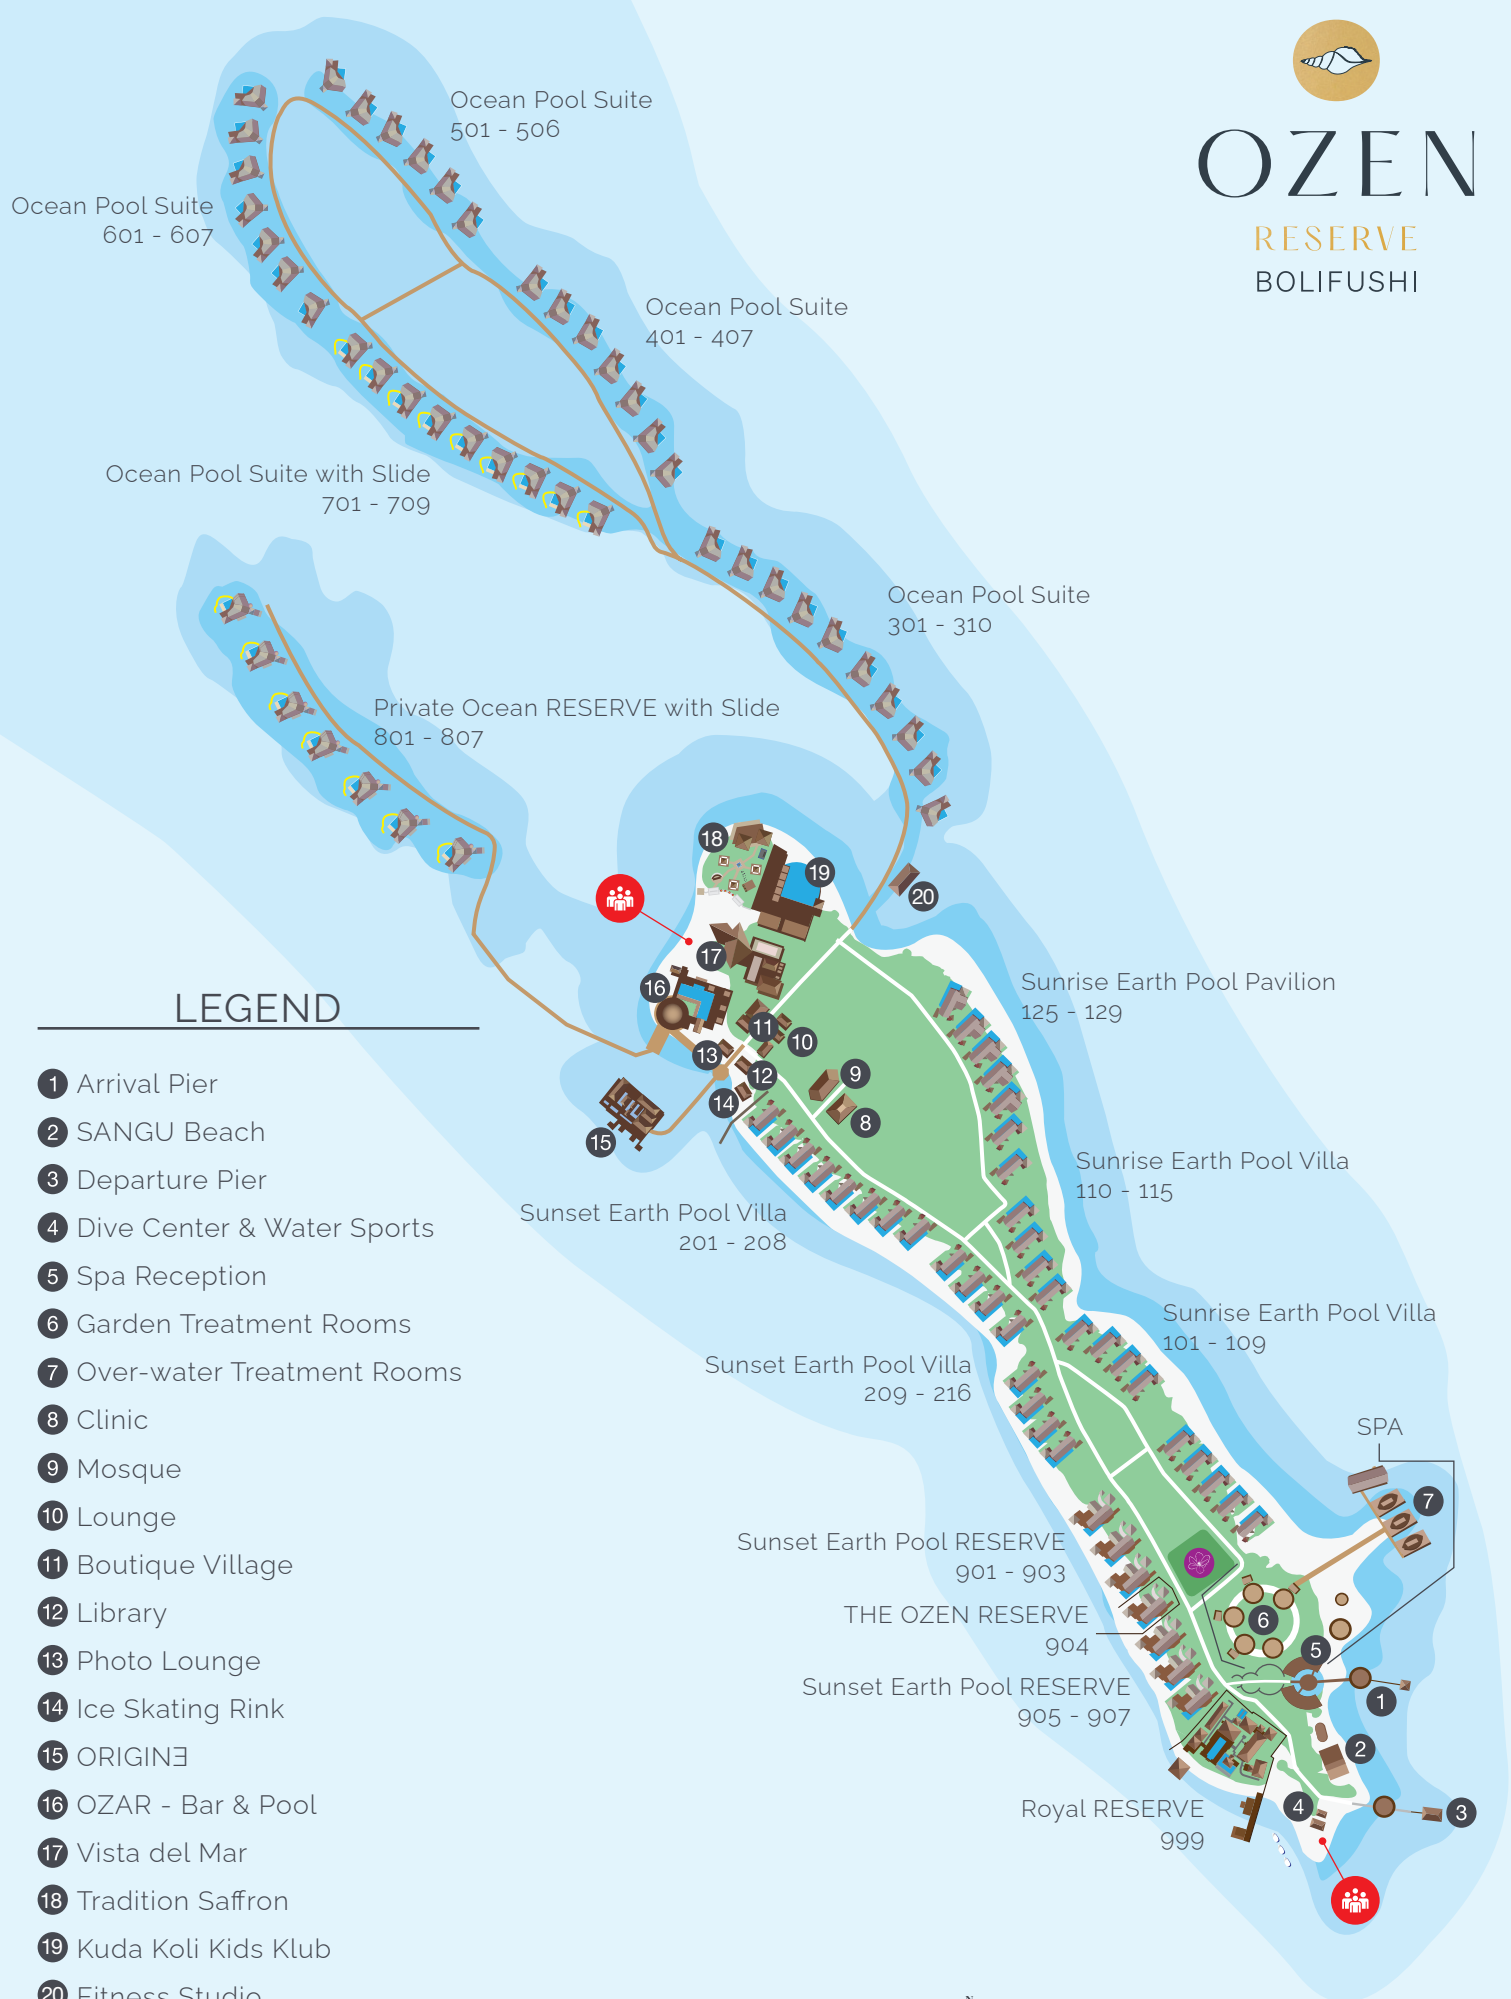 OZEN
RESERVE
BOLIFUSHI
Ocean Pool Suite
501 - 506
Ocean Pool Suite
601 - 607
Ocean Pool Suite
401 - 407
Ocean Pool Suite with Slide
701 - 709
Ocean Pool Suite
301 - 310
Private Ocean RESERVE with Slide
801 - 807
18
19
20
17
16
11
10
13
12
9
14
8
15
Sunrise Earth Pool Pavilion
125 - 129
Sunrise Earth Pool Villa
110 - 115
Sunset Earth Pool Villa
201 - 208
Sunrise Earth Pool Villa
101 - 109
Sunset Earth Pool Villa
209 - 216
SPA
7
Sunset Earth Pool RESERVE
901 - 903
THE OZEN RESERVE
904
6
5
Sunset Earth Pool RESERVE
905 - 907
1
2
Royal RESERVE
999
4
3
LEGEND
1 Arrival Pier
2 SANGU Beach
3 Departure Pier
4 Dive Center & Water Sports
5 Spa Reception
6 Garden Treatment Rooms
7 Over-water Treatment Rooms
8 Clinic
9 Mosque
10 Lounge
11 Boutique Village
12 Library
13 Photo Lounge
14 Ice Skating Rink
15 ORIGINƎ
16 OZAR - Bar & Pool
17 Vista del Mar
18 Tradition Saffron
19 Kuda Koli Kids Klub
20 Fitness Studio
N